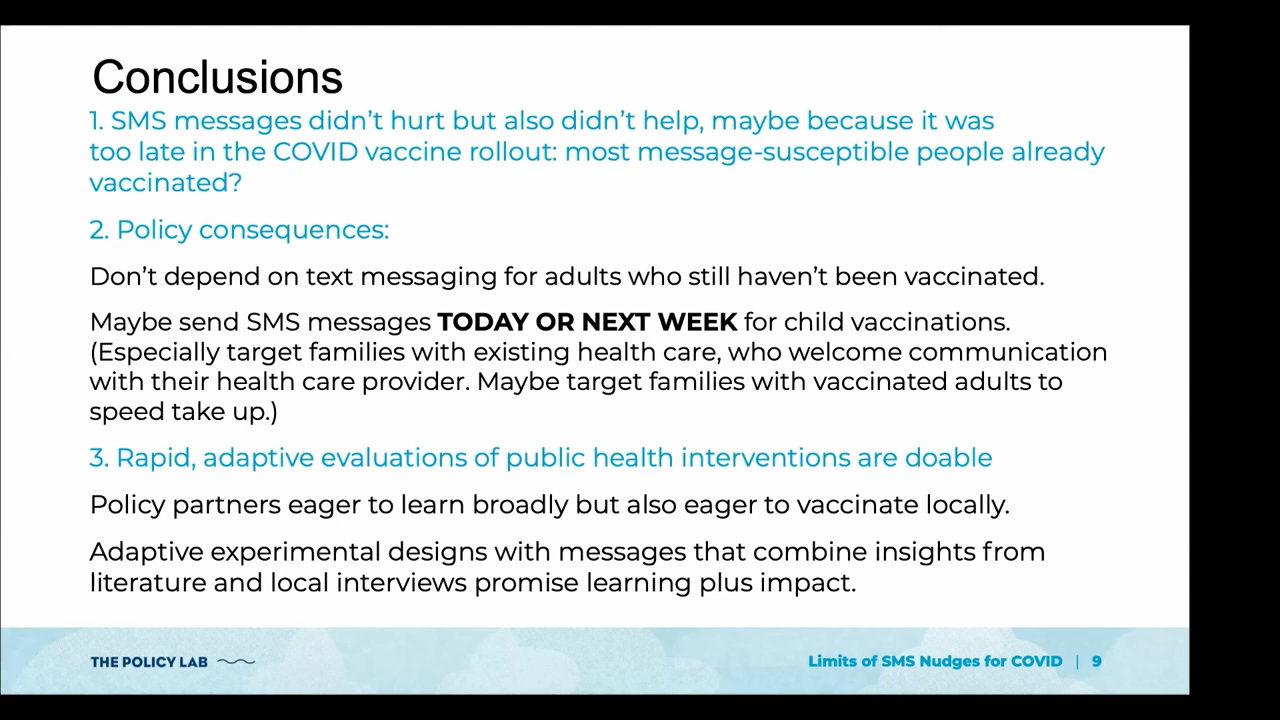 Conclusions
1. SMS messages didn’t hurt but also didn’t help, maybe because it was
too late in the COVID vaccine rollout: most message-susceptible people already
vaccinated?
2. Policy consequences:
Don’t depend on text messaging for adults who still haven’t been vaccinated.
Maybe send SMS messages TODAY OR NEXT WEEK for child vaccinations.
(Especially target families with existing health care, who welcome communication
with their health care provider. Maybe target families with vaccinated adults to
speed take up.)
3. Rapid, adaptive evaluations of public health interventions are doable
Policy partners eager to learn broadly but also eager to vaccinate locally.
Adaptive experimental designs with messages that combine insights from
literature and local interviews promise learning plus impact.
THE POLICY LAB
Limits of SMS Nudges for COVID | 9